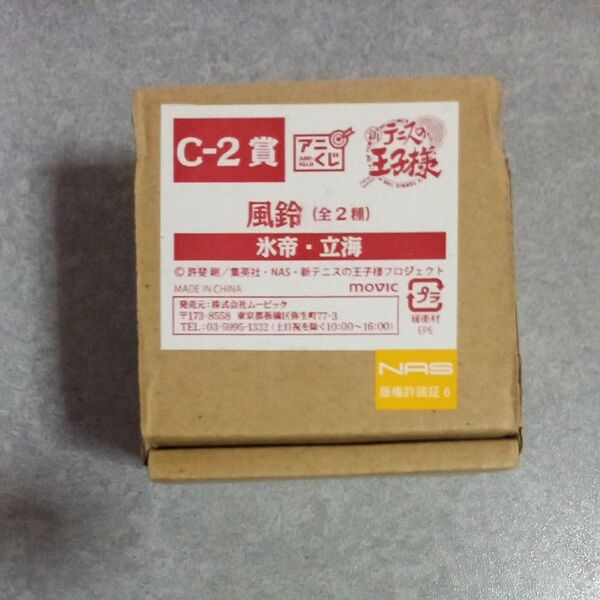 C-2賞
アニくじ
新テニスの王子様
風鈴(全2種)
氷帝・立海
© 許斐 剛/集英社・NAS・新テニスの王子様プロジェクト
MADE IN CHINA
movic
プラ
緩衝材
EPE
発売元:株式会社ムービック
〒173-8558 東京都板橋区弥生町77-3
TEL:03-5995-1332(土日祝を除く10:00~16:00)
NAS
版権許諾証 6